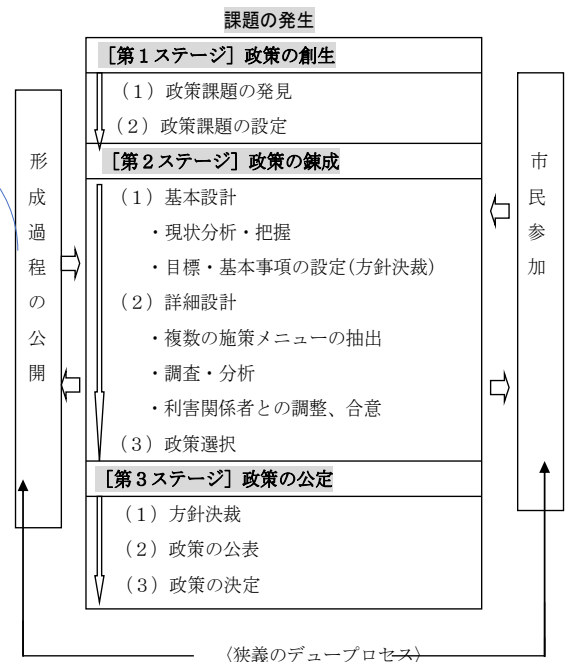 課題の発生
[第１ステージ] 政策の創生
（１）政策課題の発見
（２）政策課題の設定
[第２ステージ] 政策の錬成
（１）基本設計
・現状分析・把握
・目標・基本事項の設定(方針決裁)
（２）詳細設計
・複数の施策メニューの抽出
・調査・分析
・利害関係者との調整、合意
（３）政策選択
[第３ステージ] 政策の公定
（１）方針決裁
（２）政策の公表
（３）政策の決定
形成過程の公開
市民参加
〈狭義のデュープロセス〉